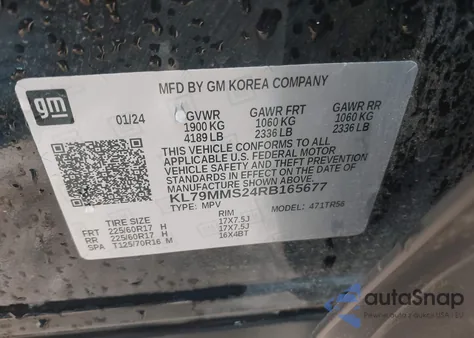 MFD BY GM KOREA COMPANY
gm
01/24
GVWR GAWR FRT GAWR RR
1900 KG 1060 KG 1060 KG
4189 LB 2336 LB 2336 LB
THIS VEHICLE CONFORMS TO ALL
APPLICABLE U.S. FEDERAL MOTOR
VEHICLE SAFETY AND THEFT PREVENTION
STANDARDS IN EFFECT ON THE DATE OF
MANUFACTURE SHOWN ABOVE.
KL79MMS24RB165677
TYPE: MPV MODEL: 471TR56
TIRE SIZE RIM
FRT 225/60R17 H 17X7.5J
RR 225/60R17 H 17X7.5J
SPA T125/70R16 M 16X4BT
autoSnap